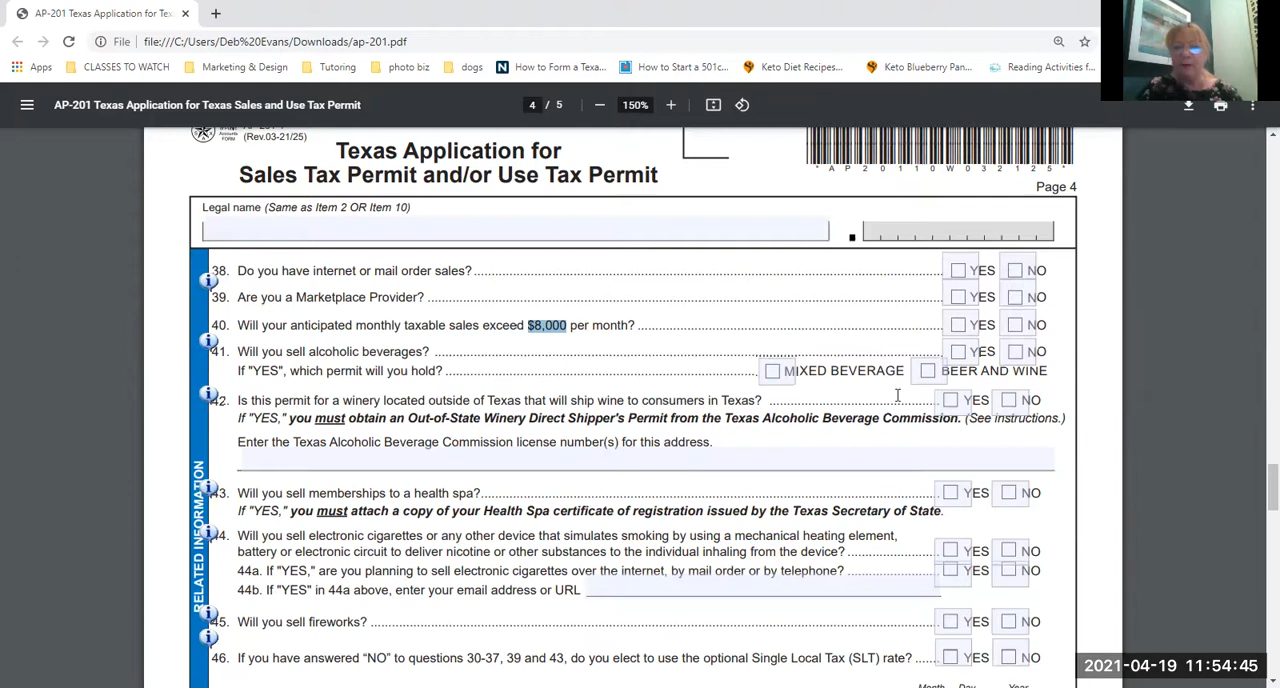 AP-201 Texas Application for Tex
File
file:///C:/Users/Deb%20Evans/Downloads/ap-201.pdf
Apps
CLASSES TO WATCH
Marketing & Design
Tutoring
photo biz
dogs
How to Form a Texa...
How to Start a 501c...
Keto Diet Recipes...
Keto Blueberry Pan...
Reading Activities f
AP-201 Texas Application for Texas Sales and Use Tax Permit
4 / 5
150%
(Rev.03-21/25)
Texas Application for
Sales Tax Permit and/or Use Tax Permit
*AP20110W032125*
Page 4
Legal name (Same as Item 2 OR Item 10)
38. Do you have internet or mail order sales? YES NO
39. Are you a Marketplace Provider? YES NO
40. Will your anticipated monthly taxable sales exceed $8,000 per month? YES NO
41. Will you sell alcoholic beverages? YES NO
If "YES", which permit will you hold? MIXED BEVERAGE BEER AND WINE
42. Is this permit for a winery located outside of Texas that will ship wine to consumers in Texas? YES NO
If "YES," you must obtain an Out-of-State Winery Direct Shipper's Permit from the Texas Alcoholic Beverage Commission. (See instructions.)
Enter the Texas Alcoholic Beverage Commission license number(s) for this address.
43. Will you sell memberships to a health spa? YES NO
If "YES," you must attach a copy of your Health Spa certificate of registration issued by the Texas Secretary of State.
44. Will you sell electronic cigarettes or any other device that simulates smoking by using a mechanical heating element,
battery or electronic circuit to deliver nicotine or other substances to the individual inhaling from the device? YES NO
44a. If "YES," are you planning to sell electronic cigarettes over the internet, by mail order or by telephone? YES NO
44b. If "YES" in 44a above, enter your email address or URL
45. Will you sell fireworks? YES NO
46. If you have answered “NO” to questions 30-37, 39 and 43, do you elect to use the optional Single Local Tax (SLT) rate? YES NO
Month Day Year
RELATED INFORMATION
2021-04-19 11:54:45